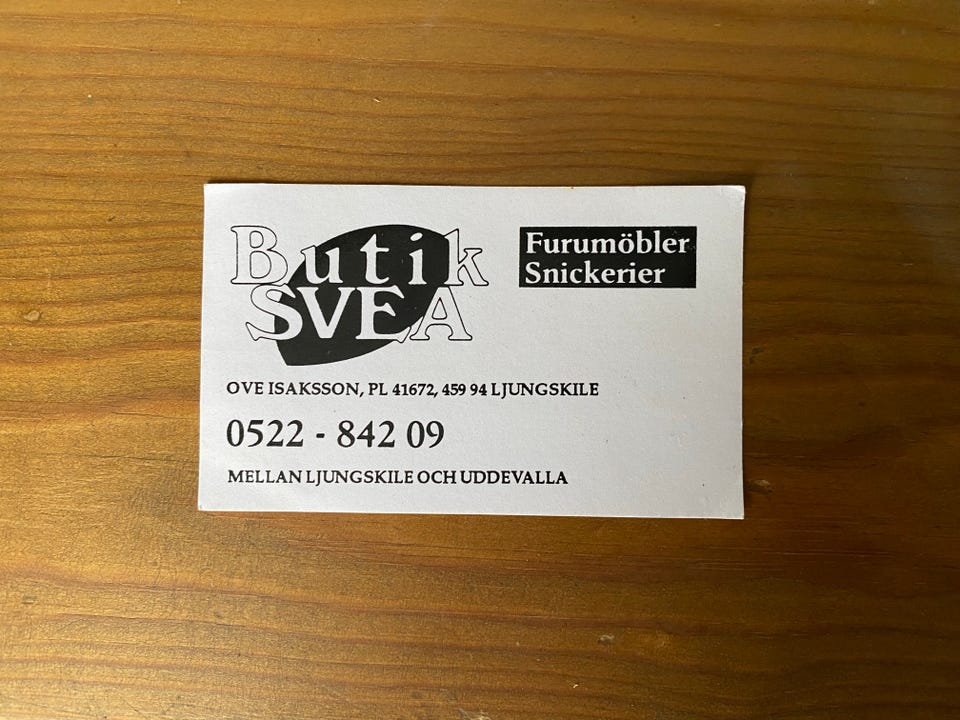 Butik
SVEA
Furumöbler
Snickerier
OVE ISAKSSON, PL 41672, 459 94 LJUNGSKILE
0522 - 842 09
MELLAN LJUNGSKILE OCH UDDEVALLA